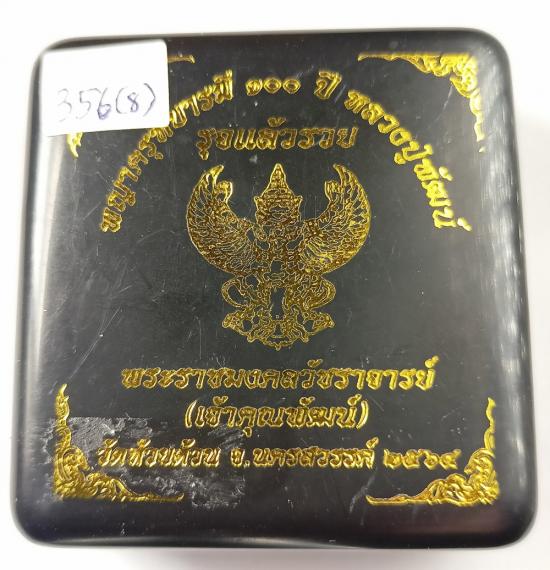 356(8)
พญาครุฑบารมี ๑๐๐ ปี หลวงปู่พัฒน์
รุ่งแล้วรวย
พระราชมงคลวัชราจารย์
(เจ้าคุณพัฒน์)
วัดห้วยด้วน จ.นครสวรรค์ ๒๕๖๔